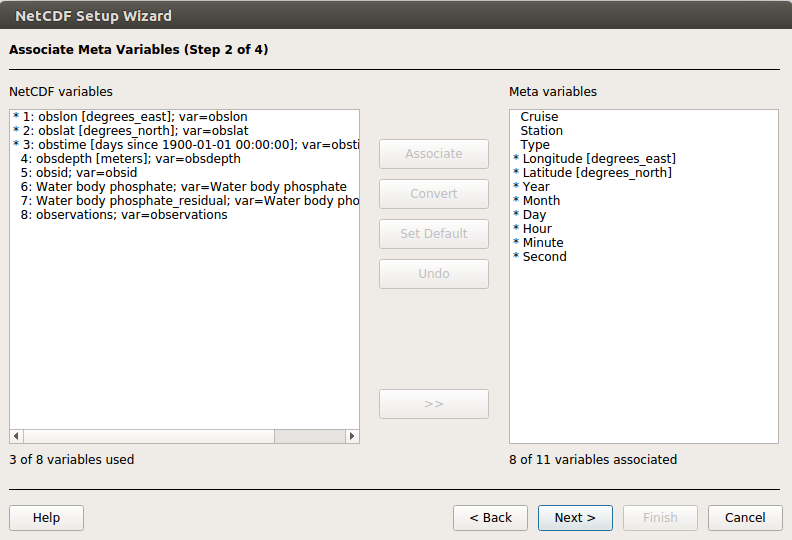 NetCDF Setup Wizard
Associate Meta Variables (Step 2 of 4)
NetCDF variables
* 1: obslon [degrees_east]; var=obslon
* 2: obslat [degrees_north]; var=obslat
* 3: obstime [days since 1900-01-01 00:00:00]; var=obsti
4: obsdepth [meters]; var=obsdepth
5: obsid; var=obsid
6: Water body phosphate; var=Water body phosphate
7: Water body phosphate_residual; var=Water body pho
8: observations; var=observations
3 of 8 variables used
Associate
Convert
Set Default
Undo
>>
Meta variables
Cruise
Station
Type
* Longitude [degrees_east]
* Latitude [degrees_north]
* Year
* Month
* Day
* Hour
* Minute
* Second
8 of 11 variables associated
Help
< Back
Next >
Finish
Cancel